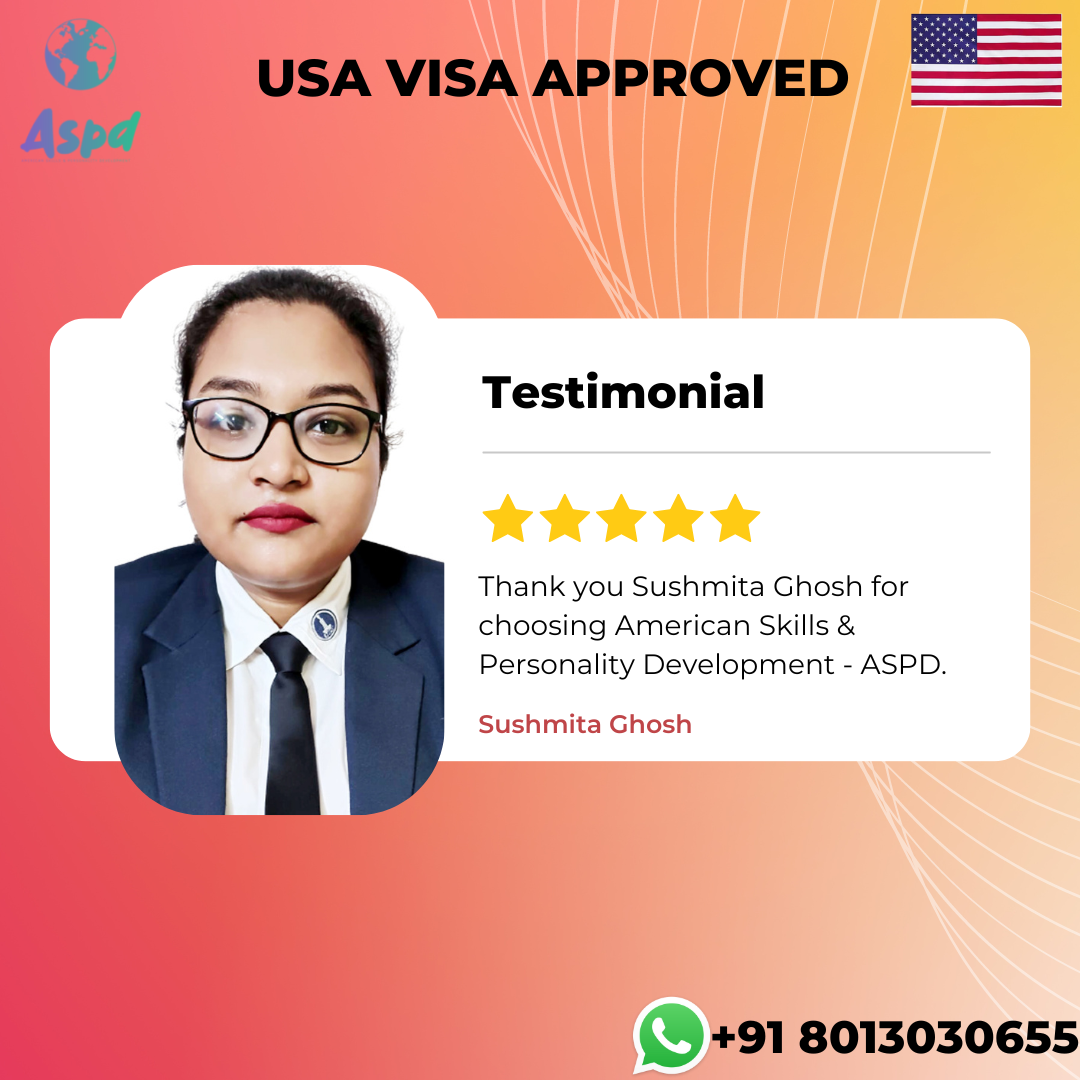 Aspd
USA VISA APPROVED
Testimonial
Thank you Sushmita Ghosh for
choosing American Skills &
Personality Development - ASPD.
Sushmita Ghosh
+91 8013030655